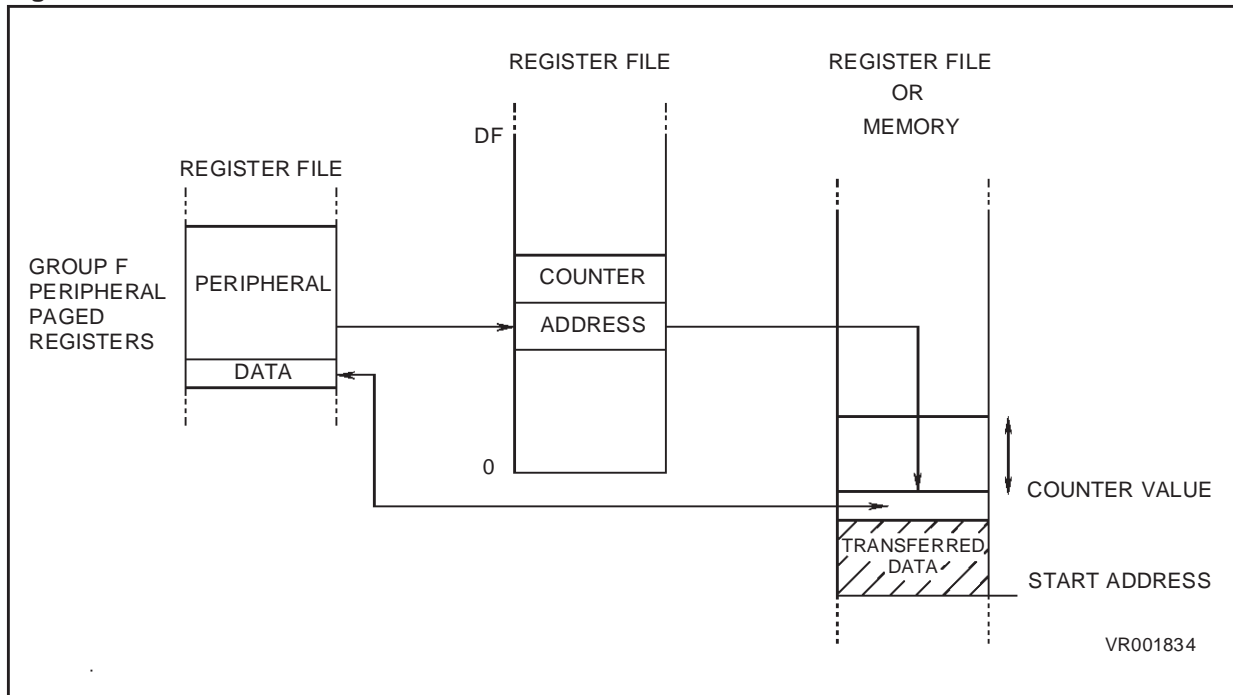 REGISTER FILE
REGISTER FILE
OR
MEMORY
DF
REGISTER FILE
GROUP F
PERIPHERAL
PAGED
REGISTERS
PERIPHERAL
DATA
COUNTER
ADDRESS
0
COUNTER VALUE
TRANSFERRED
DATA
START ADDRESS
VR001834